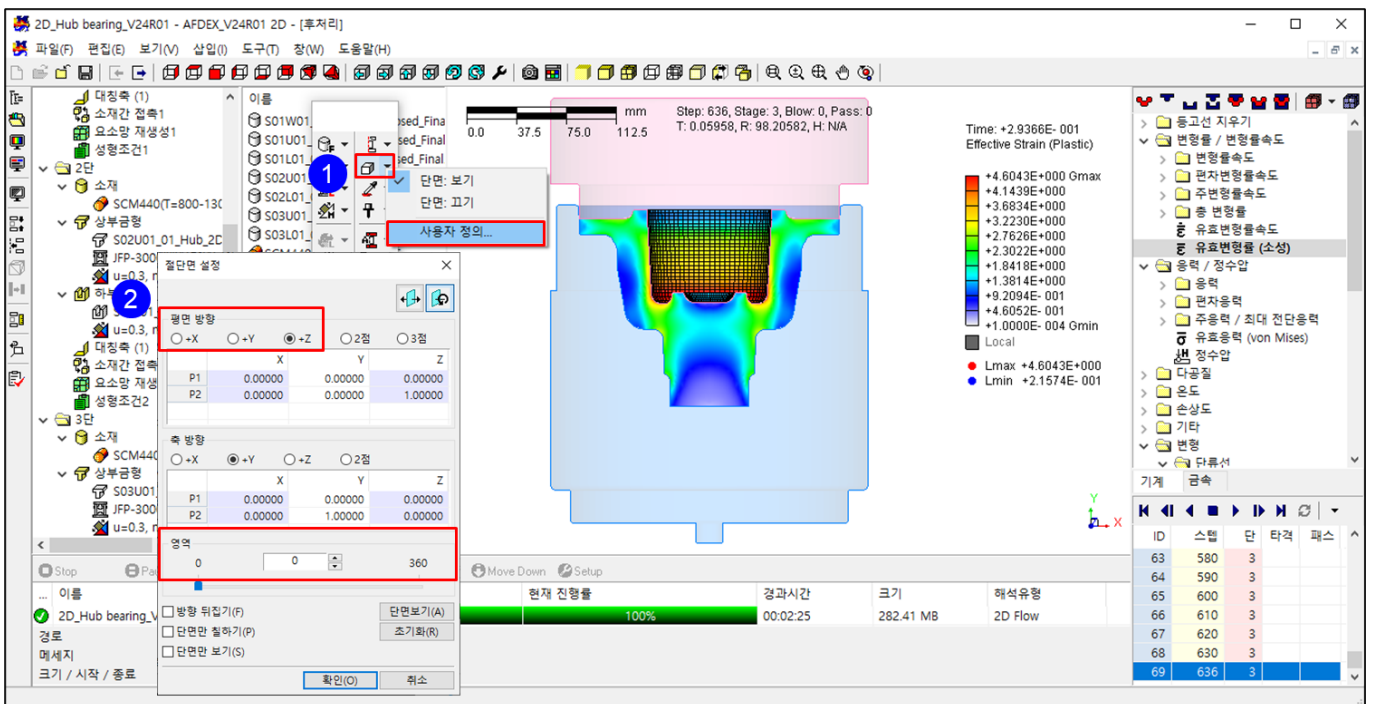 2D_Hub bearing_V24R01 - AFDEX_V24R01 2D - [후처리]
파일(F) 편집(E) 보기(V) 삽입(I) 도구(T) 창(W) 도움말(H)
대칭축 (1)
소재간 접촉1
요소망 재생성1
성형조건1
2단
소재
SCM440(T=800-130
상부금형
S02U01_01_Hub_2D
JFP-300
u=0.3, r
하부
u=0.3, r
대칭축 (1)
소재간 접촉
요소망 재생
성형조건2
3단
소재
SCM440
상부금형
S03U01
JFP-300
u=0.3, r
이름
S01W01_ osed_Fina
S01U01_ sed_Final
S01L01_ sed_Final
S02U01_
S02L01_
S03U01_
S03L01_
1
단면: 보기
단면: 끄기
사용자 정의...
2
절단면 설정
평면 방향
+X +Y +Z 2점 3점
X Y Z
P1 0.00000 0.00000 0.00000
P2 0.00000 0.00000 1.00000
축 방향
+X +Y +Z 2점
X Y Z
P1 0.00000 0.00000 0.00000
P2 0.00000 1.00000 0.00000
영역
0 0 360
방향 뒤집기(F) 단면보기(A)
단면만 칠하기(P) 초기화(R)
단면만 보기(S)
확인(O) 취소
mm
0.0 37.5 75.0 112.5
Step: 636, Stage: 3, Blow: 0, Pass: 0
T: 0.05958, R: 98.20582, H: N/A
Time: +2.9366E- 001
Effective Strain (Plastic)
+4.6043E+000 Gmax
+4.1439E+000
+3.6834E+000
+3.2230E+000
+2.7626E+000
+2.3022E+000
+1.8418E+000
+1.3814E+000
+9.2094E- 001
+4.6052E- 001
+1.0000E- 004 Gmin
Local
Lmax +4.6043E+000
Lmin +2.1574E- 001
Y
Z X
등고선 지우기
변형률 / 변형률속도
변형률속도
편차변형률속도
주변형률속도
총 변형률
유효변형률속도
유효변형률 (소성)
응력 / 정수압
응력
편차응력
주응력 / 최대 전단응력
유효응력 (von Mises)
정수압
다공질
온도
손상도
기타
변형
단류선
기계 금속
ID 스텝 단 타격 패스
63 580 3
64 590 3
65 600 3
66 610 3
67 620 3
68 630 3
69 636 3
Stop Pau Move Down Setup
... 이름 현재 진행률 경과시간 크기 해석유형
2D_Hub bearing_V 100% 00:02:25 282.41 MB 2D Flow
경로
메세지
크기 / 시작 / 종료